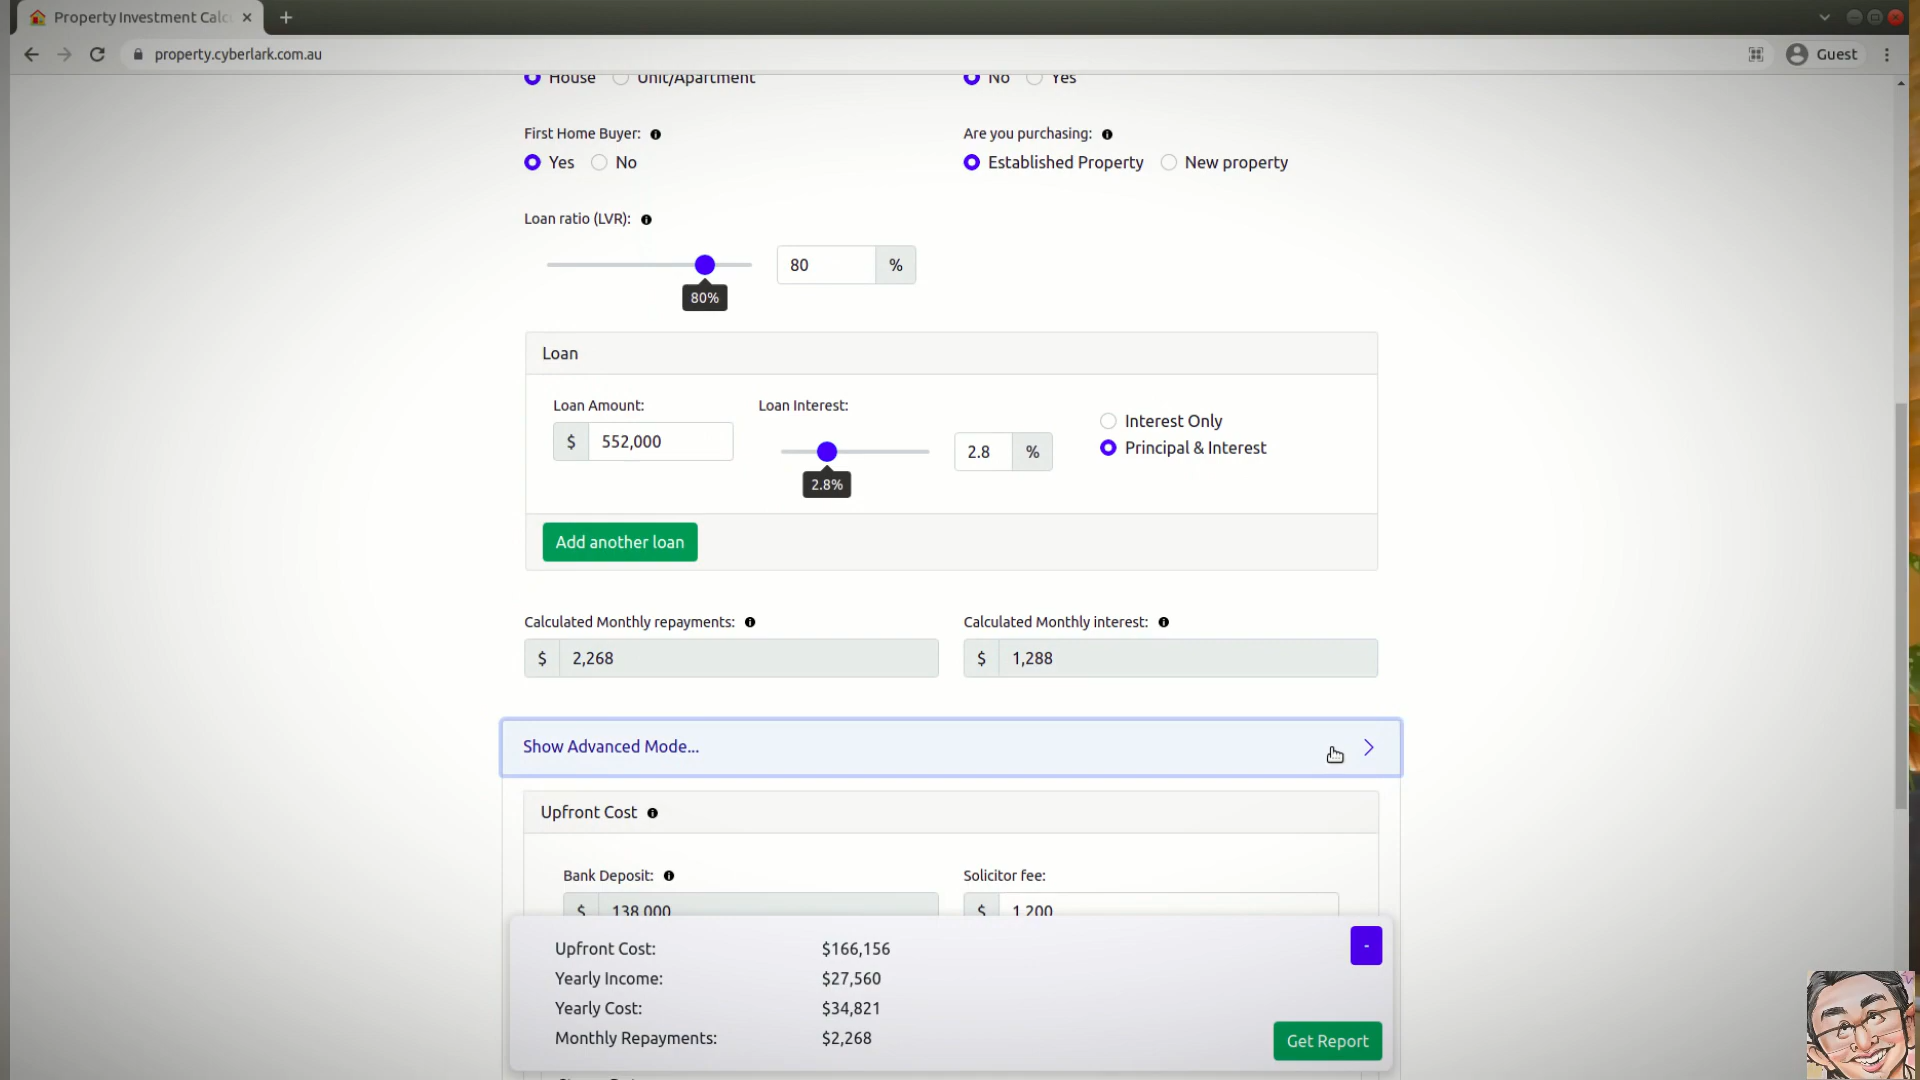 Property Investment Calc
property.cyberlark.com.au
Guest
House
Unit/Apartment
No
Yes
First Home Buyer:
Are you purchasing:
Yes
No
Established Property
New property
Loan ratio (LVR):
80
%
80%
Loan
Loan Amount:
Loan Interest:
$
552,000
2.8
%
Interest Only
Principal & Interest
2.8%
Add another loan
Calculated Monthly repayments:
Calculated Monthly interest:
$
2,268
$
1,288
Show Advanced Mode...
Upfront Cost
Bank Deposit:
Solicitor fee:
$
138,000
$
1,200
Upfront Cost:
$166,156
-
Yearly Income:
$27,560
Yearly Cost:
$34,821
Monthly Repayments:
$2,268
Get Report